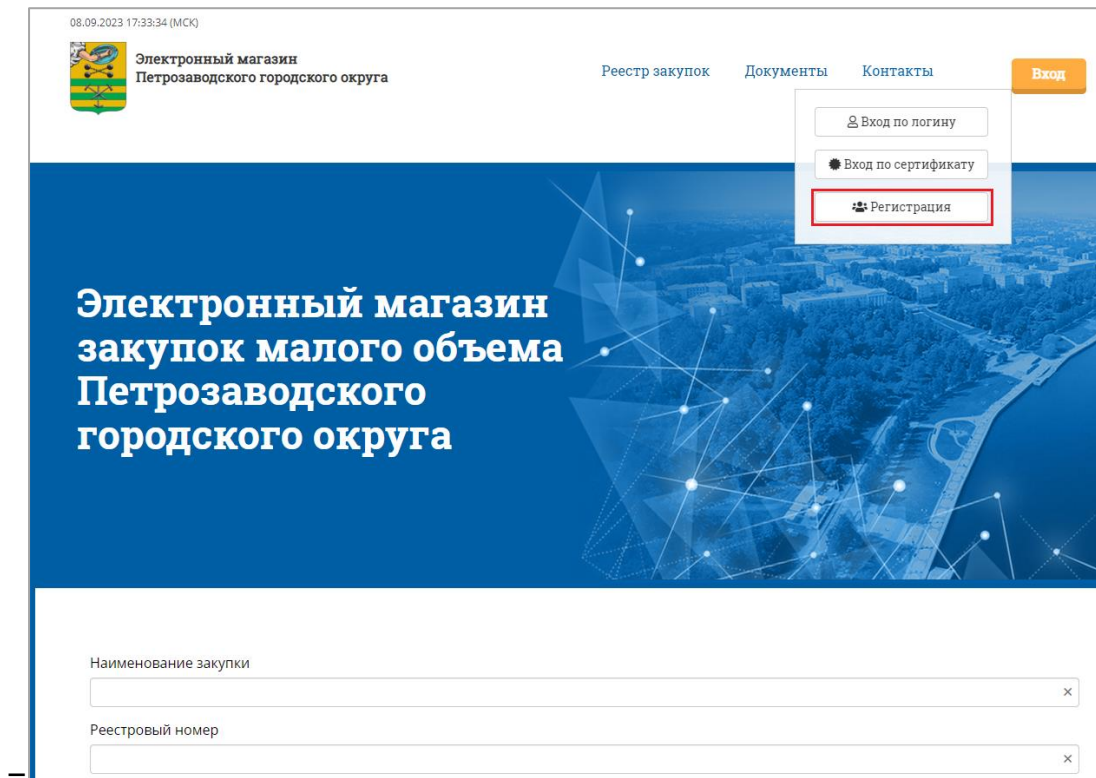 08.09.2023 17:33:34 (МСК)
Электронный магазин
Петрозаводского городского округа
Реестр закупок Документы Контакты Вход
Вход по логину
Вход по сертификату
Регистрация
Электронный магазин
закупок малого объема
Петрозаводского
городского округа
Наименование закупки
Реестровый номер